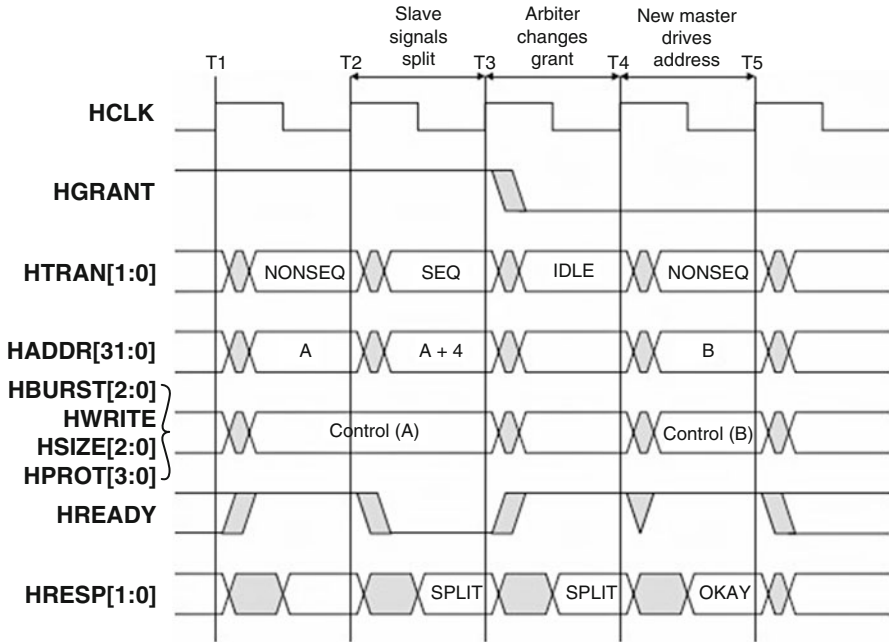 Slave
signals
split
Arbiter
changes
grant
New master
drives
address
T1
T2
T3
T4
T5
HCLK
HGRANT
HTRAN[1:0]
NONSEQ
SEQ
IDLE
NONSEQ
HADDR[31:0]
A
A + 4
B
HBURST[2:0]
HWRITE
HSIZE[2:0]
HPROT[3:0]
Control (A)
Control (B)
HREADY
HRESP[1:0]
SPLIT
SPLIT
OKAY